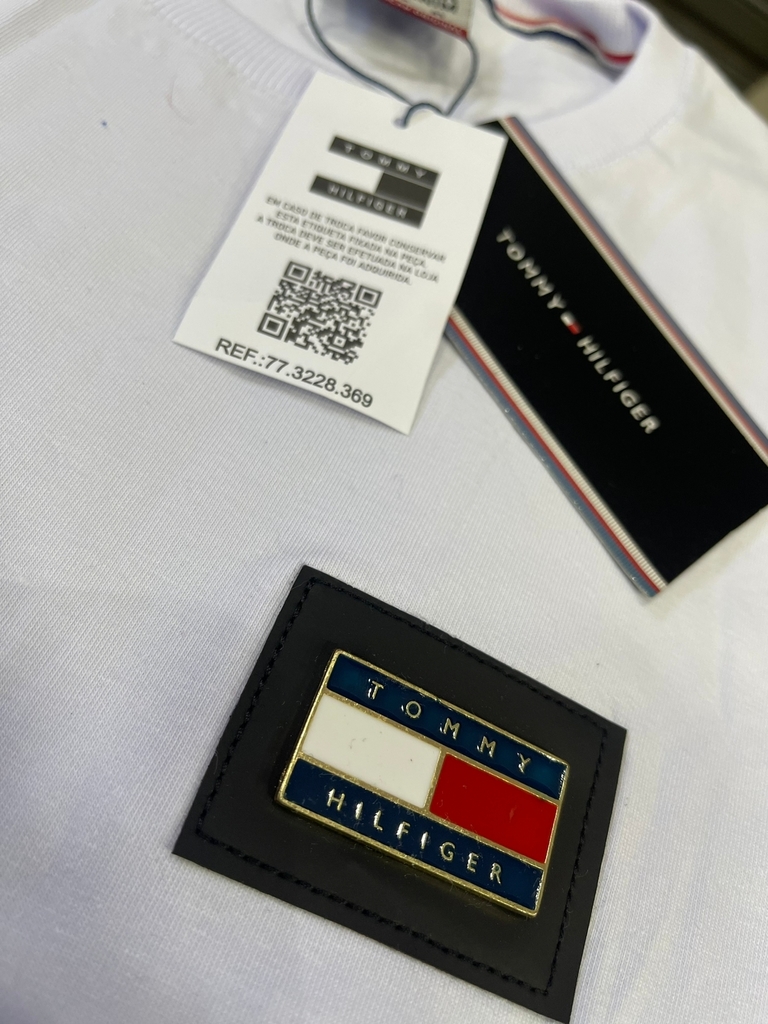 TOMMY
HILFIGER
EM CASO DE TROCA FAVOR CONSERVAR
ESTA ETIQUETA FIXADA NA PEÇA.
A TROCA DEVE SER EFETUADA NA LOJA
ONDE A PEÇA FOI ADQUIRIDA.
REF.:77.3228.369
TOMMY HILFIGER
TOMMY
HILFIGER